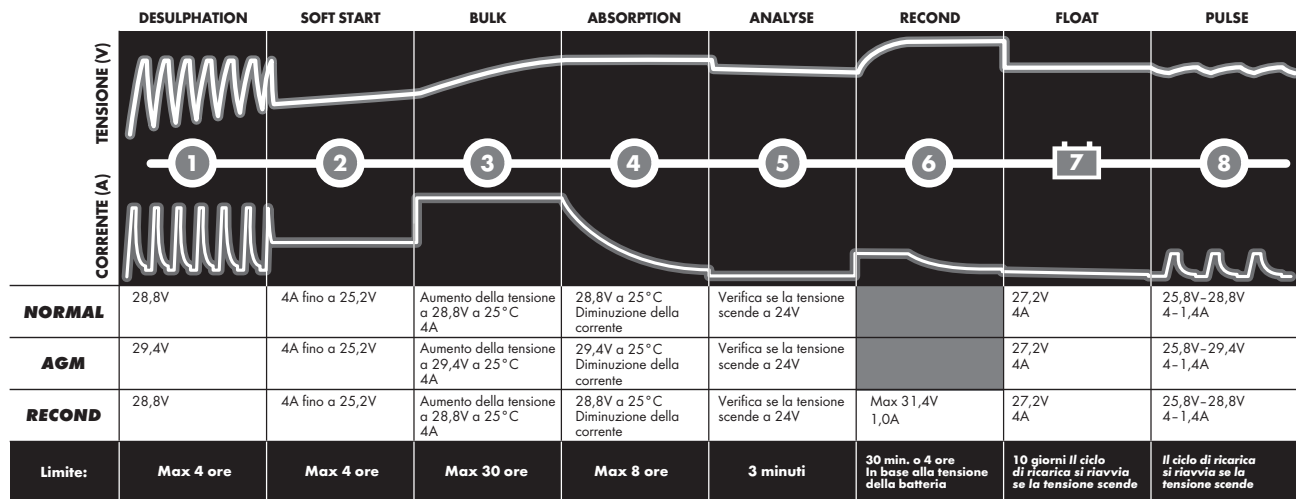 DESULPHATION SOFT START BULK ABSORPTION ANALYSE RECOND FLOAT PULSE
TENSIONE (V)
1 2 3 4 5 6 7 8
CORRENTE (A)
NORMAL
28,8V
4A fino a 25,2V
Aumento della tensione
a 28,8V a 25°C
4A
28,8V a 25°C
Diminuzione della
corrente
Verifica se la tensione
scende a 24V
27,2V
4A
25,8V–28,8V
4–1,4A
AGM
29,4V
4A fino a 25,2V
Aumento della tensione
a 29,4V a 25°C
4A
29,4V a 25°C
Diminuzione della
corrente
Verifica se la tensione
scende a 24V
27,2V
4A
25,8V–29,4V
4–1,4A
RECOND
28,8V
4A fino a 25,2V
Aumento della tensione
a 28,8V a 25°C
4A
28,8V a 25°C
Diminuzione della
corrente
Verifica se la tensione
scende a 24V
Max 31,4V
1,0A
27,2V
4A
25,8V–28,8V
4–1,4A
Limite:
Max 4 ore
Max 4 ore
Max 30 ore
Max 8 ore
3 minuti
30 min. o 4 ore
In base alla tensione
della batteria
10 giorni Il ciclo
di ricarica si riavvia
se la tensione scende
Il ciclo di ricarica
si riavvia se la
tensione scende